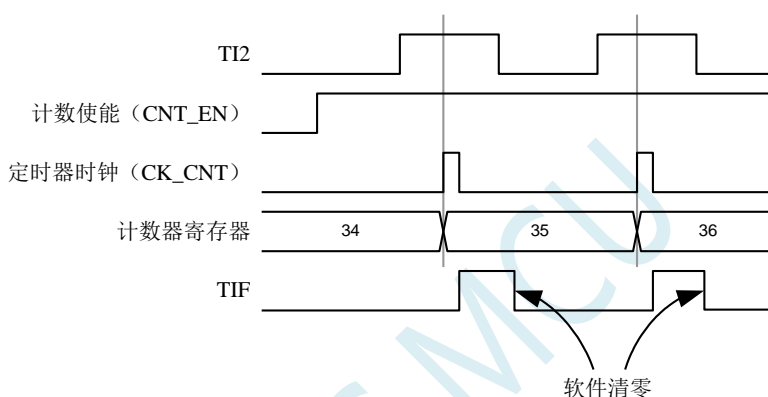 TI2
计数使能（CNT_EN）
定时器时钟（CK_CNT）
计数器寄存器 34 35 36
TIF
软件清零
MCU